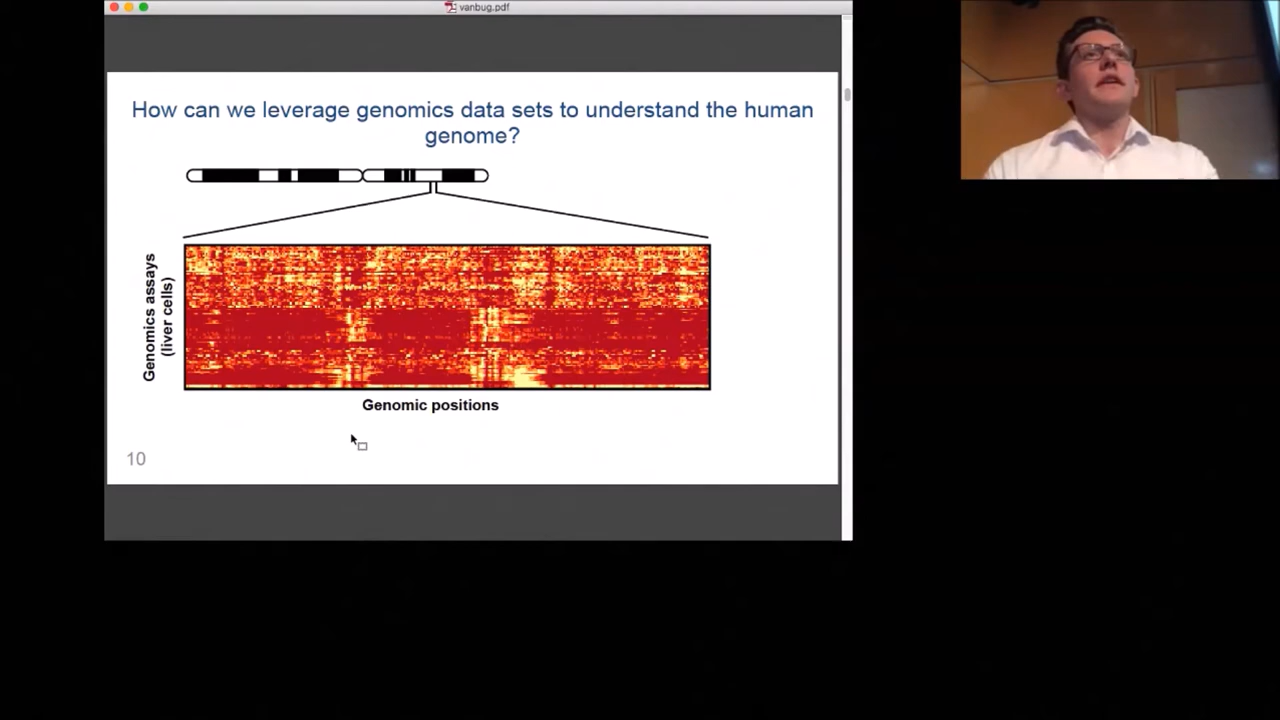 vanbug.pdf
How can we leverage genomics data sets to understand the human
genome?
Genomics assays
(liver cells)
Genomic positions
10